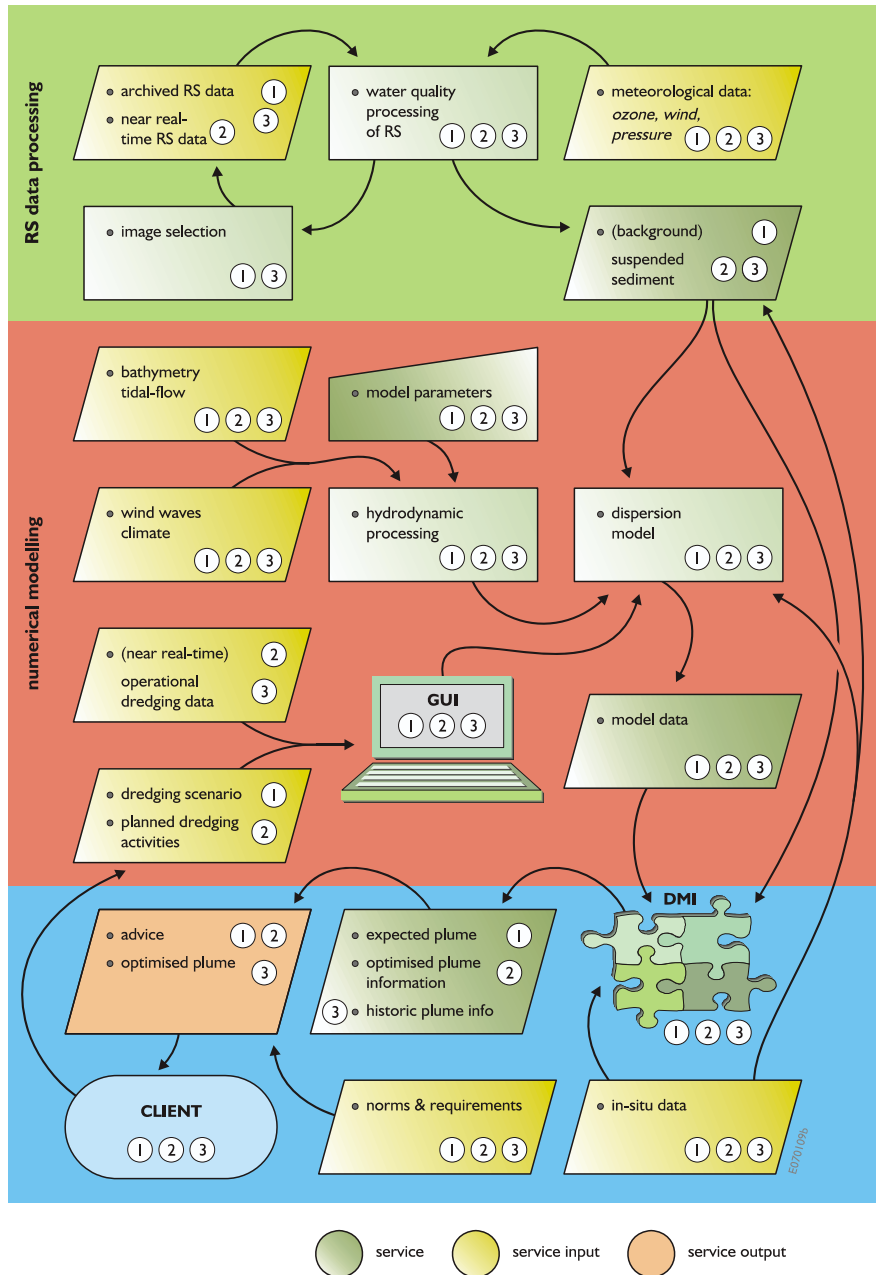 RS data processing
• archived RS data 1
• near real- 3
time RS data 2
• water quality
processing
of RS
1 2 3
• meteorological data:
ozone, wind,
pressure
1 2 3
• image selection
1 3
• (background) 1
suspended
sediment 2 3
numerical modelling
• bathymetry
tidal-flow
1 2 3
• model parameters
1 2 3
• wind waves
climate
1 2 3
• hydrodynamic
processing
1 2 3
• dispersion
model
1 2 3
• (near real-time) 2
operational
dredging data 3
GUI
1 2 3
• model data
1 2 3
• dredging scenario 1
• planned dredging
activities 2
• advice 1 2
• optimised plume
3
• expected plume 1
• optimised plume
information 2
3 • historic plume info
DMI
1 2 3
CLIENT
1 2 3
• norms & requirements
1 2 3
• in-situ data
1 2 3
E070109b
service
service input
service output